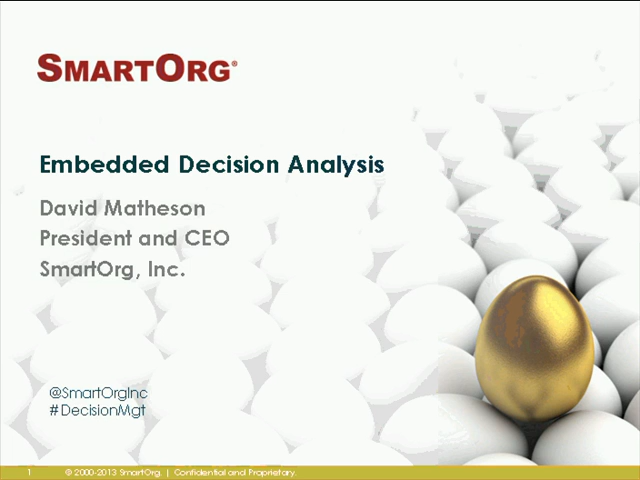 SMARTORG®
Embedded Decision Analysis
David Matheson
President and CEO
SmartOrg, Inc.
@SmartOrgInc
#DecisionMgt
1 © 2000-2013 SmartOrg. | Confidential and Proprietary.